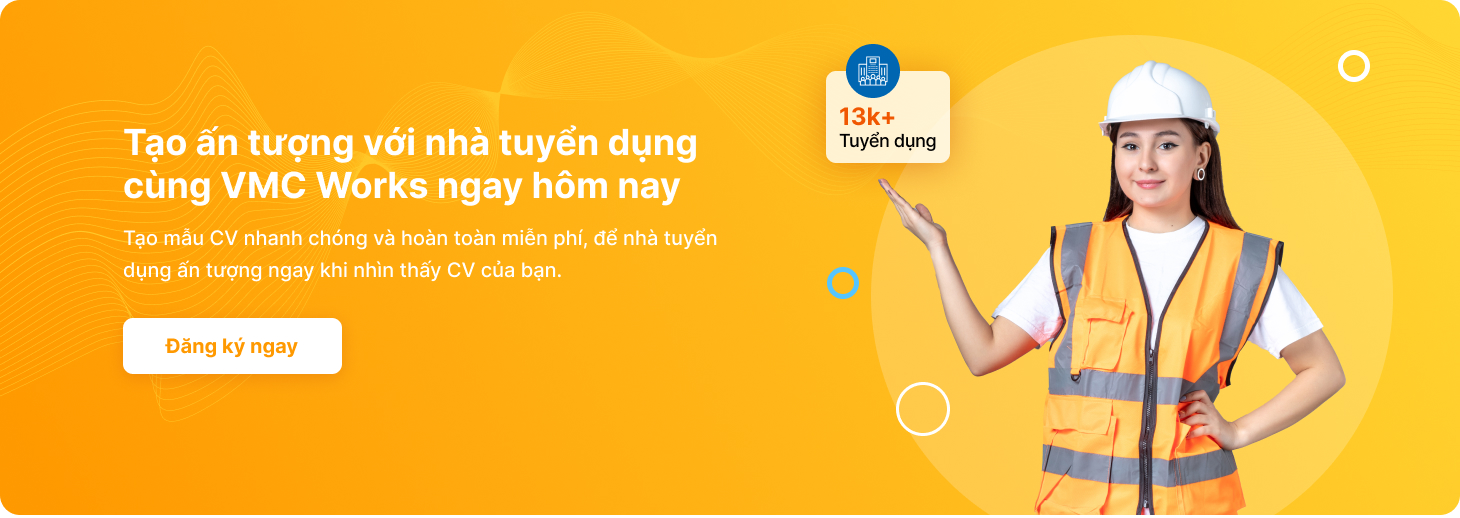 Tạo ấn tượng với nhà tuyển dụng
cùng VMC Works ngay hôm nay
Tạo mẫu CV nhanh chóng và hoàn toàn miễn phí, để nhà tuyển
dụng ấn tượng ngay khi nhìn thấy CV của bạn.
Đăng ký ngay
13k+
Tuyển dụng